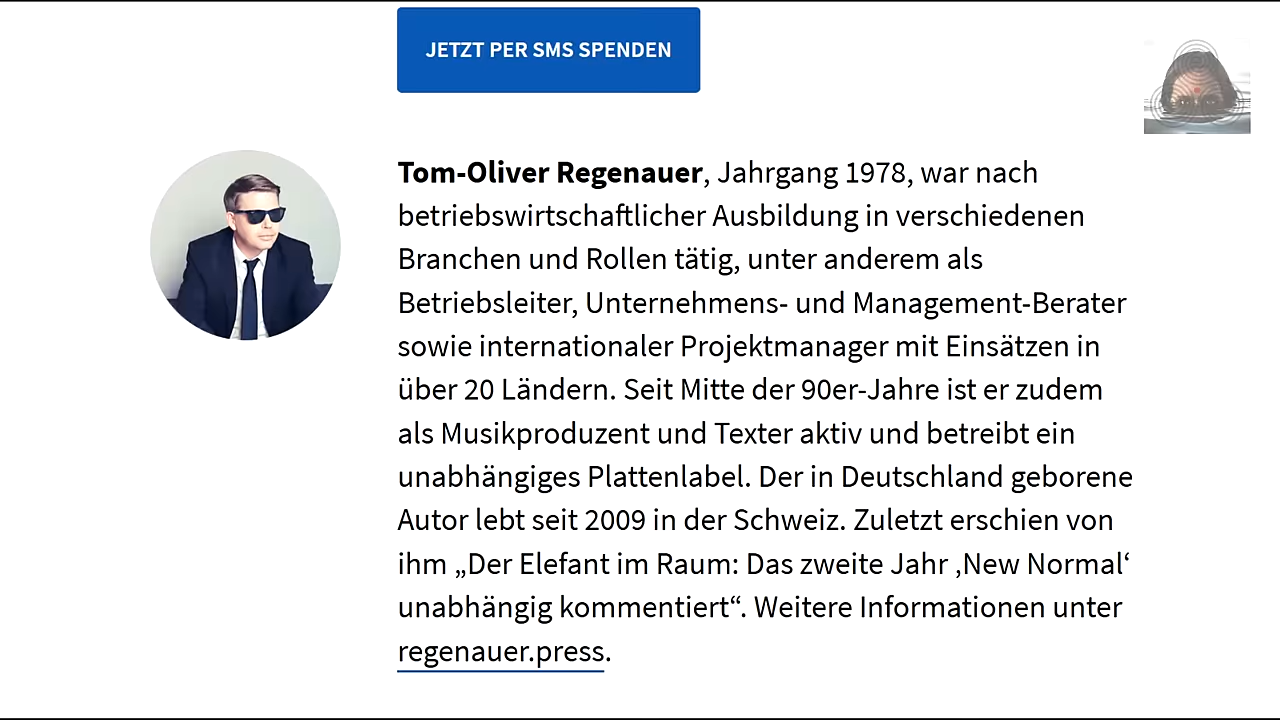 JETZT PER SMS SPENDEN
Tom-Oliver Regenauer, Jahrgang 1978, war nach
betriebswirtschaftlicher Ausbildung in verschiedenen
Branchen und Rollen tätig, unter anderem als
Betriebsleiter, Unternehmens- und Management-Berater
sowie internationaler Projektmanager mit Einsätzen in
über 20 Ländern. Seit Mitte der 90er-Jahre ist er zudem
als Musikproduzent und Texter aktiv und betreibt ein
unabhängiges Plattenlabel. Der in Deutschland geborene
Autor lebt seit 2009 in der Schweiz. Zuletzt erschien von
ihm „Der Elefant im Raum: Das zweite Jahr ‚New Normal‘
unabhängig kommentiert“. Weitere Informationen unter
regenauer.press.